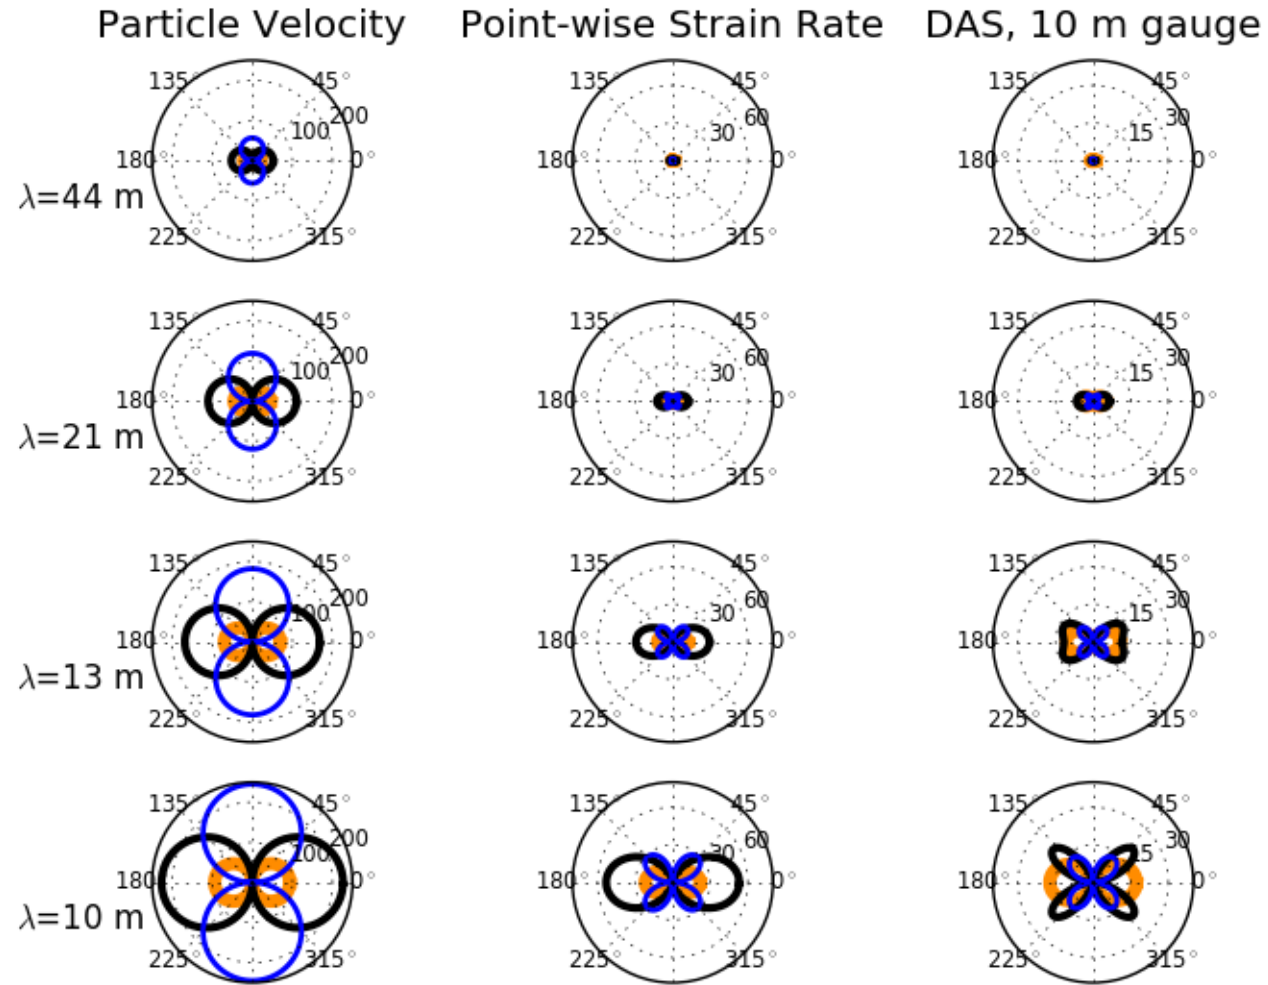 Particle Velocity Point-wise Strain Rate DAS, 10 m gauge
135° 45° 135° 45° 135° 45°
100 200 30 60 15 30
180° 0° 180° 0° 180° 0°
λ=44 m
225° 315° 225° 315° 225° 315°
135° 45° 135° 45° 135° 45°
100 200 30 60 15 30
180° 0° 180° 0° 180° 0°
λ=21 m
225° 315° 225° 315° 225° 315°
135° 45° 135° 45° 135° 45°
100 200 30 60 15 30
180° 0° 180° 0° 180° 0°
λ=13 m
225° 315° 225° 315° 225° 315°
135° 45° 135° 45° 135° 45°
100 200 30 60 15 30
180° 0° 180° 0° 180° 0°
λ=10 m
225° 315° 225° 315° 225° 315°